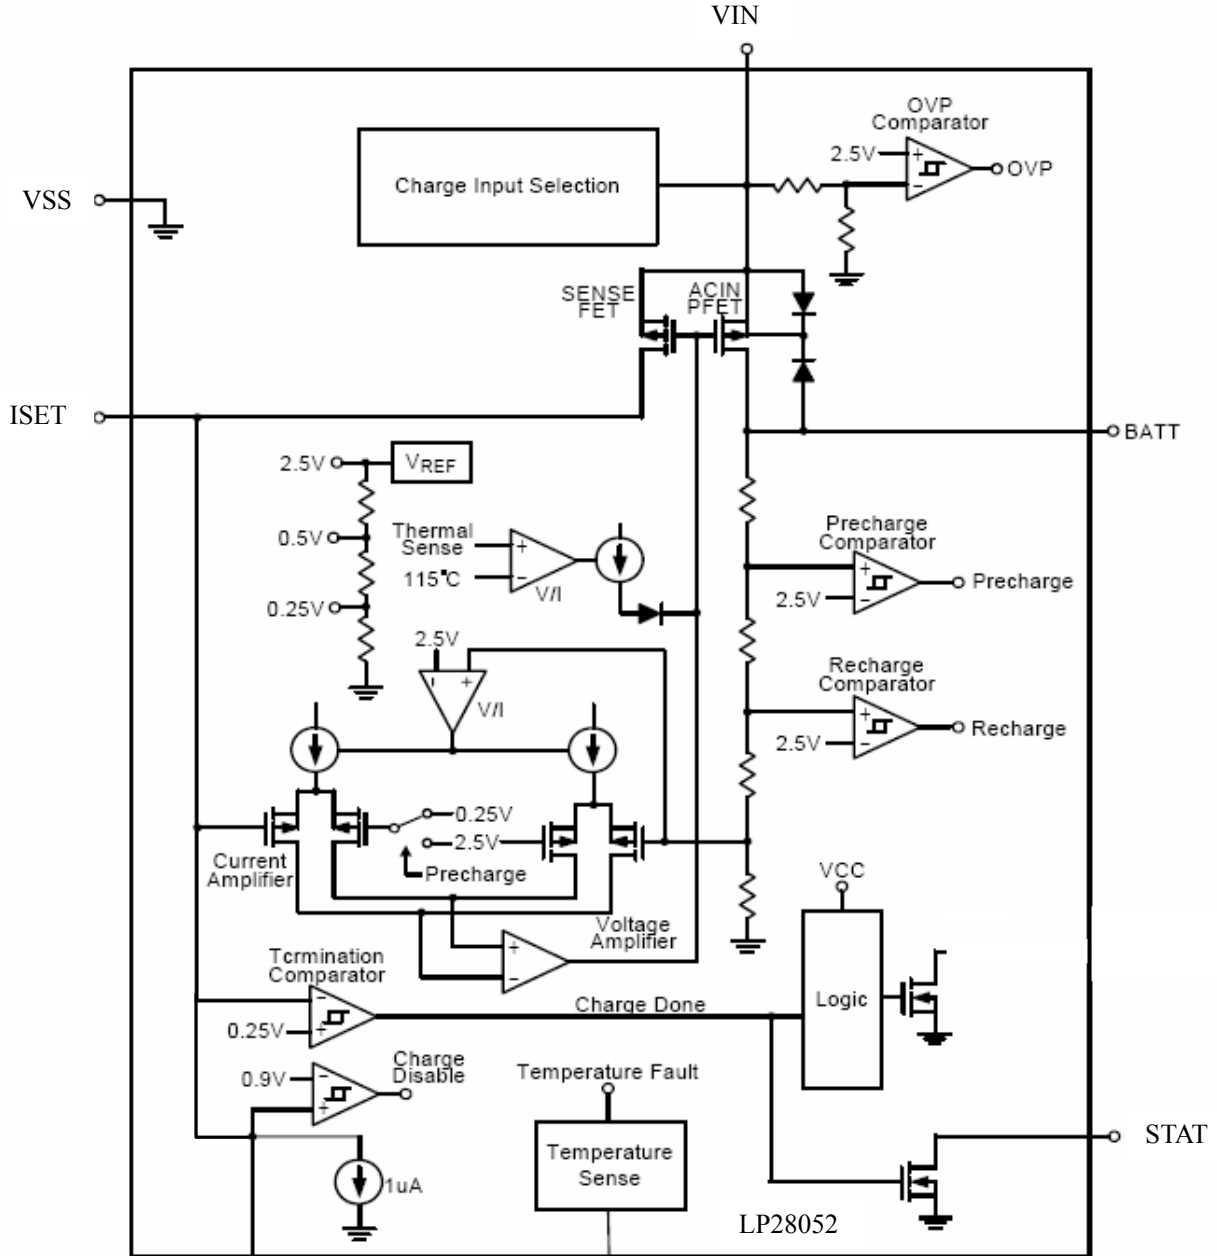 VIN
OVP
Comparator
2.5V
+
-
OVP
Charge Input Selection
VSS
SENSE
FET
ACIN
PFET
ISET
BATT
2.5V
VREF
0.5V
0.25V
Thermal
Sense
115°C
+
-
V/I
Precharge
Comparator
+
-
2.5V
Precharge
2.5V
-
+
V/I
Recharge
Comparator
+
-
2.5V
Recharge
0.25V
2.5V
Precharge
Current
Amplifier
Voltage
Amplifier
+
-
VCC
Logic
Tcrmination
Comparator
-
0.25V
+
Charge Done
0.9V
-
+
Charge
Disable
Temperature Fault
Temperature
Sense
1uA
STAT
LP28052